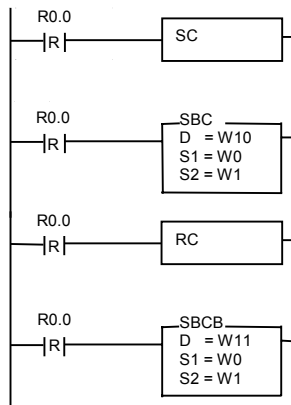 R0.0
R
SC
R0.0
R
SBC
D = W10
S1 = W0
S2 = W1
R0.0
R
RC
R0.0
R
SBCB
D = W11
S1 = W0
S2 = W1